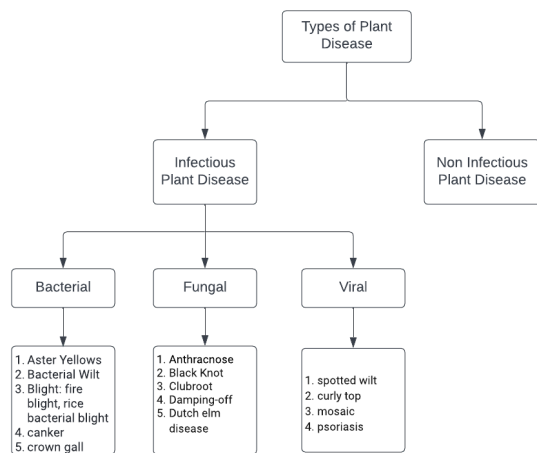 Types of Plant
Disease
Infectious
Plant Disease
Non Infectious
Plant Disease
Bacterial
Fungal
Viral
1. Aster Yellows
2. Bacterial Wilt
3. Blight: fire
blight, rice
bacterial blight
4. canker
5. crown gall
1. Anthracnose
2. Black Knot
3. Clubroot
4. Damping-off
5. Dutch elm
disease
1. spotted wilt
2. curly top
3. mosaic
4. psoriasis